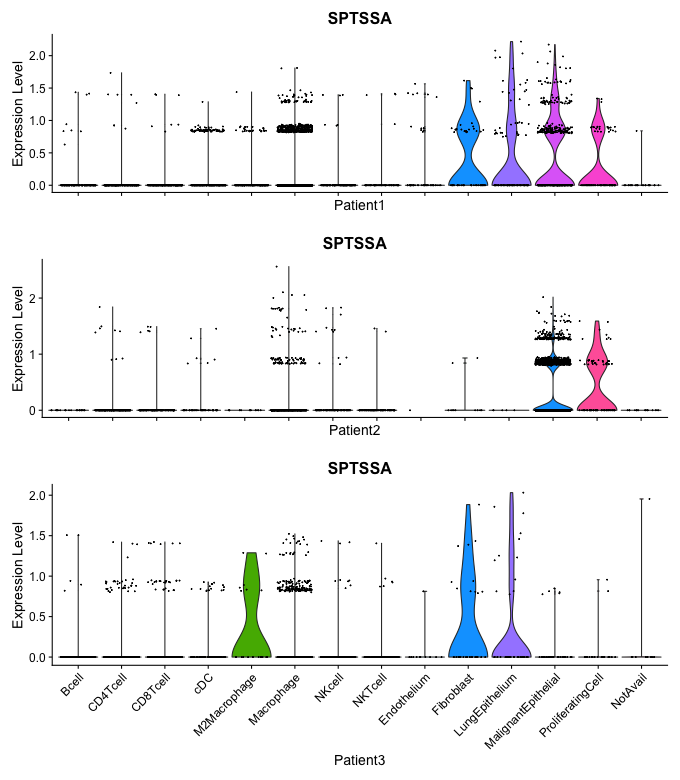 SPTSSA
Expression Level
2.0
1.5
1.0
0.5
0.0
Patient1
SPTSSA
Expression Level
2
1
0
Patient2
SPTSSA
Expression Level
2.0
1.5
1.0
0.5
0.0
Bcell
CD4Tcell
CD8Tcell
cDC
M2Macrophage
Macrophage
NKcell
NKTcell
Endothelium
Fibroblast
LungEpithelium
MalignantEpithelial
ProliferatingCell
NotAvail
Patient3